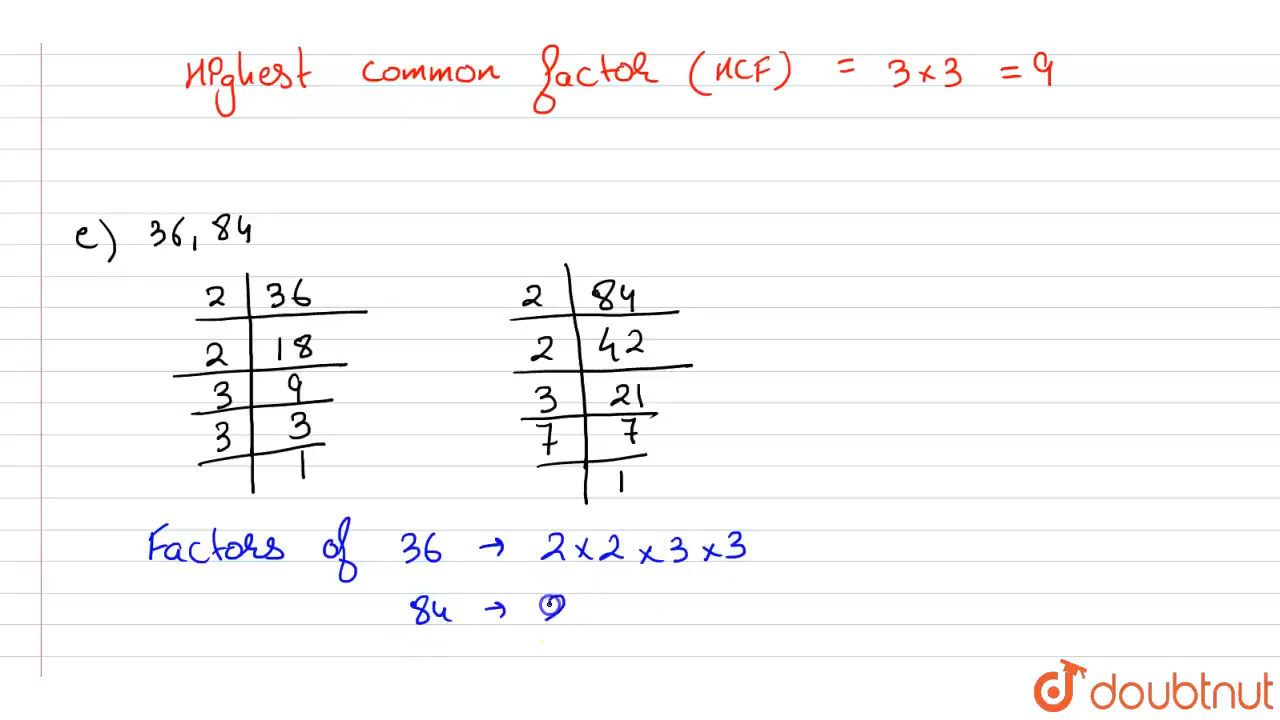 Highest common factor (HCF) = 3 × 3 = 9
e) 36, 84
2 36 2 84
2 18 2 42
3 9 3 21
3 3 7 7
1 1
Factors of 36 → 2 × 2 × 3 × 3
84 →
doubtnut